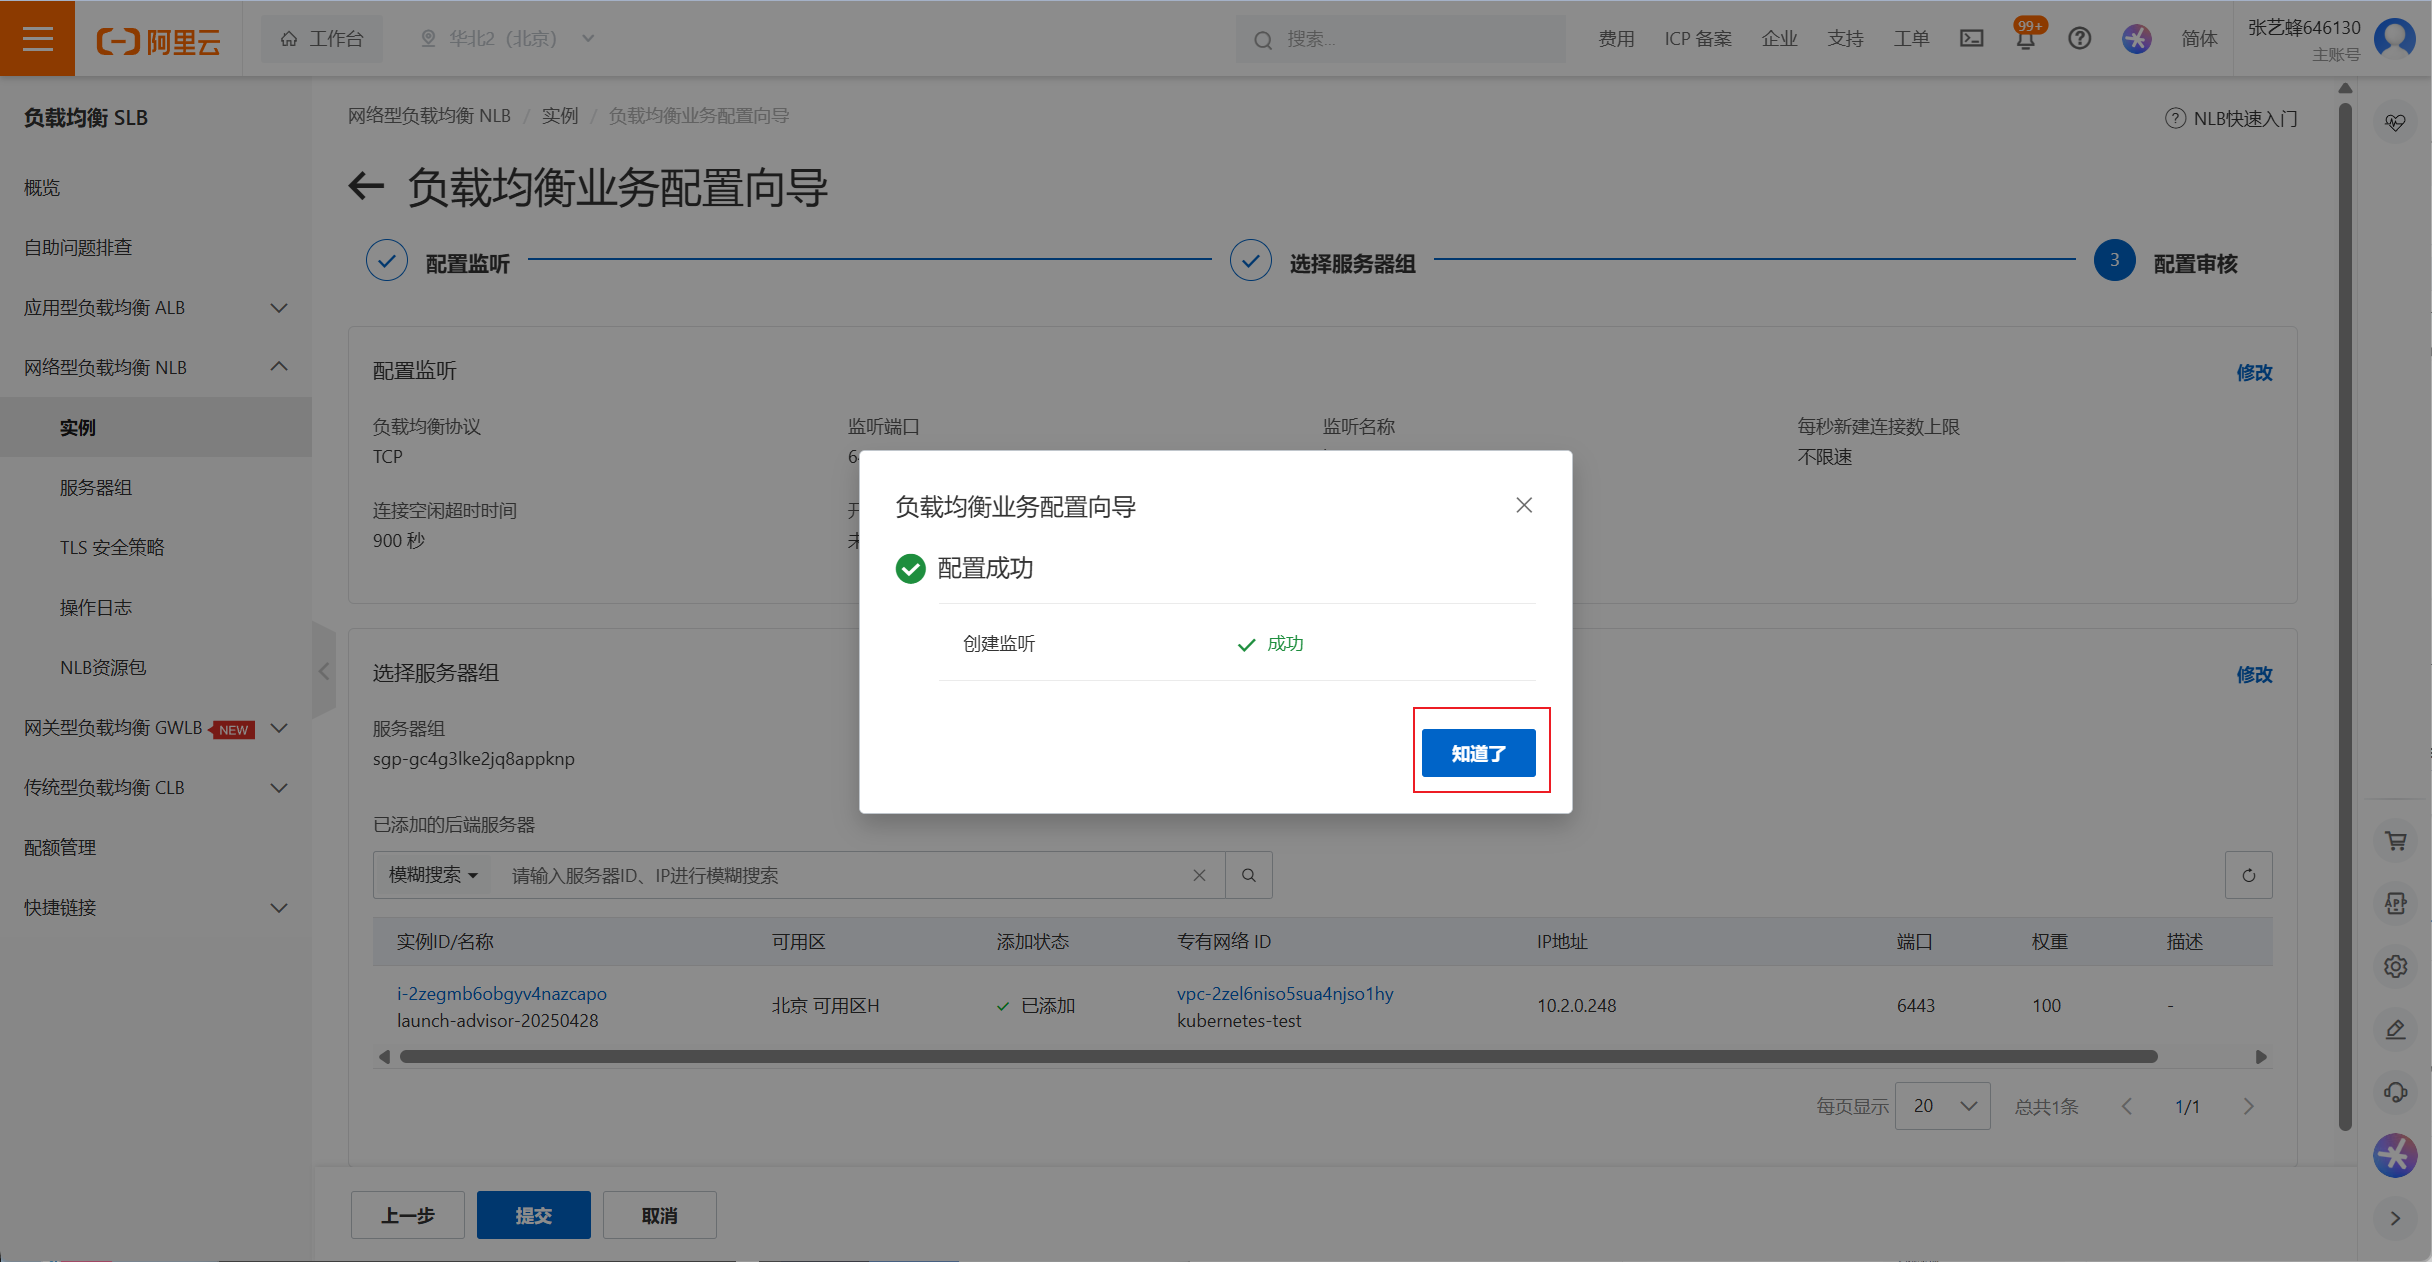 阿里云
工作台
华北2（北京）
搜索...
费用
ICP 备案
企业
支持
工单
99+
简体
张艺蜂646130
主账号
负载均衡 SLB
概览
自助问题排查
应用型负载均衡 ALB
网络型负载均衡 NLB
实例
服务器组
TLS 安全策略
操作日志
NLB资源包
网关型负载均衡 GWLB NEW
传统型负载均衡 CLB
配额管理
快捷链接
网络型负载均衡 NLB / 实例 / 负载均衡业务配置向导
NLB快速入门
负载均衡业务配置向导
配置监听
选择服务器组
3 配置审核
配置监听
修改
负载均衡协议
TCP
监听端口
监听名称
每秒新建连接数上限
不限速
连接空闲超时时间
900 秒
负载均衡业务配置向导
配置成功
创建监听
成功
知道了
选择服务器组
修改
服务器组
sgp-gc4g3lke2jq8appknp
已添加的后端服务器
模糊搜索
请输入服务器ID、IP进行模糊搜索
实例ID/名称 可用区 添加状态 专有网络 ID IP地址 端口 权重 描述
i-2zegmb6obgyv4nazcapo
launch-advisor-20250428
北京 可用区H
已添加
vpc-2zel6niso5sua4njso1hy
kubernetes-test
10.2.0.248
6443
100
-
每页显示 20 总共1条 1/1
上一步
提交
取消
APP